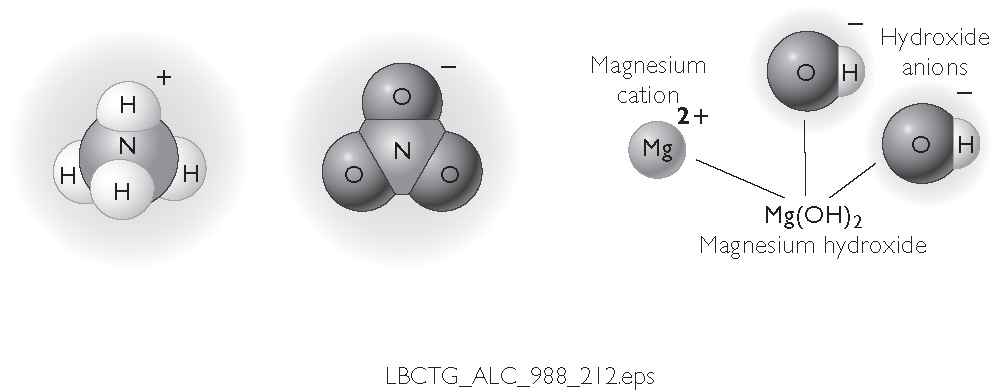 H
+
N
H
H
H
O
−
N
O
O
Magnesium
cation
Mg
2+
O
H
−
Hydroxide
anions
O
H
−
Mg(OH)₂
Magnesium hydroxide
LBCTG_ALC_988_212.eps